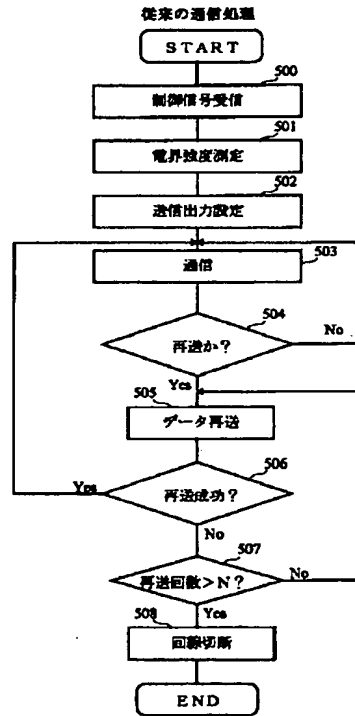 従来の通信処理
START
500
制御信号受信
501
電界強度測定
502
送信出力設定
503
通信
504
再送か?
No
Yes
505
データ再送
506
再送成功?
Yes
No
507
再送回数>N?
No
Yes
508
回線切断
END